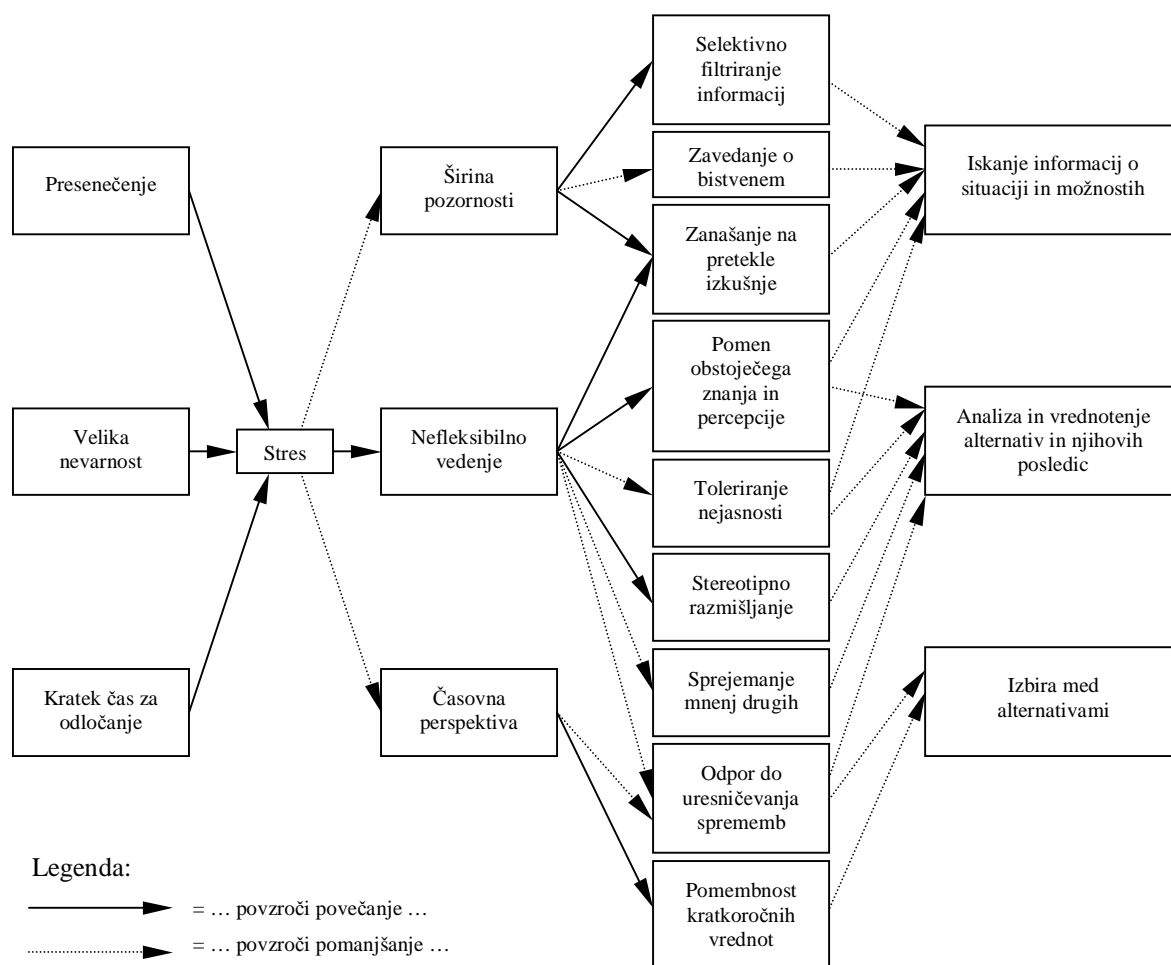 Presenečenje
Velika
nevarnost
Kratek čas za
odločanje
Stres
Širina
pozornosti
Nefleksibilno
vedenje
Časovna
perspektiva
Selektivno
filtriranje
informacij
Zavedanje o
bistvenem
Zanašanje na
pretekle
izkušnje
Pomen
obstoječega
znanja in
percepcije
Toleriranje
nejasnosti
Stereotipno
razmišljanje
Sprejemanje
mnenj drugih
Odpor do
uresničevanja
sprememb
Pomembnost
kratkoročnih
vrednot
Iskanje informacij o
situaciji in možnostih
Analiza in vrednotenje
alternativ in njihovih
posledic
Izbira med
alternativami
Legenda:
= … povzroči povečanje …
= … povzroči pomanjšanje …